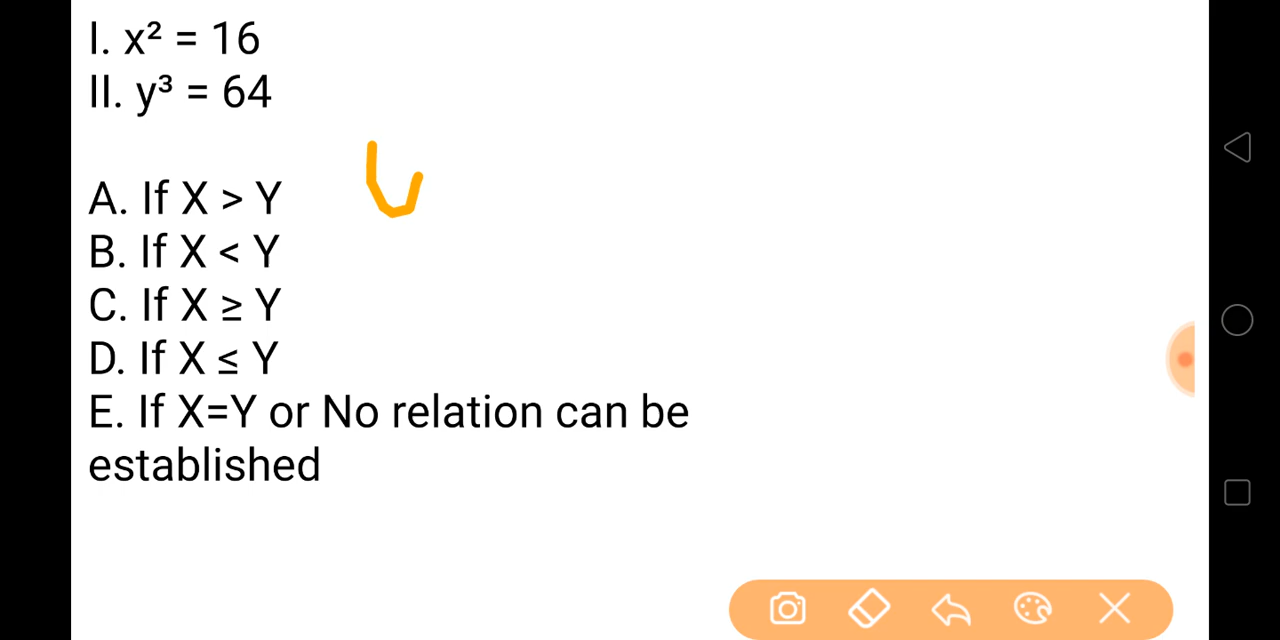 I. x² = 16
II. y³ = 64
A. If X > Y
B. If X < Y
C. If X ≥ Y
D. If X ≤ Y
E. If X=Y or No relation can be
established